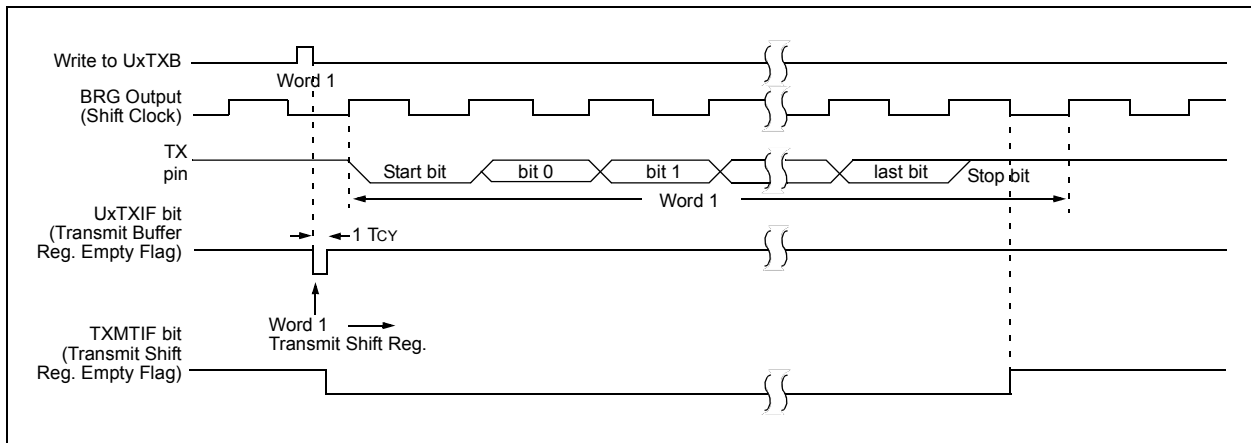 Write to UxTXB
Word 1
BRG Output
(Shift Clock)
TX
pin
Start bit
bit 0
bit 1
last bit
Stop bit
Word 1
UxTXIF bit
(Transmit Buffer
Reg. Empty Flag)
1 TCY
Word 1
Transmit Shift Reg.
TXMTIF bit
(Transmit Shift
Reg. Empty Flag)